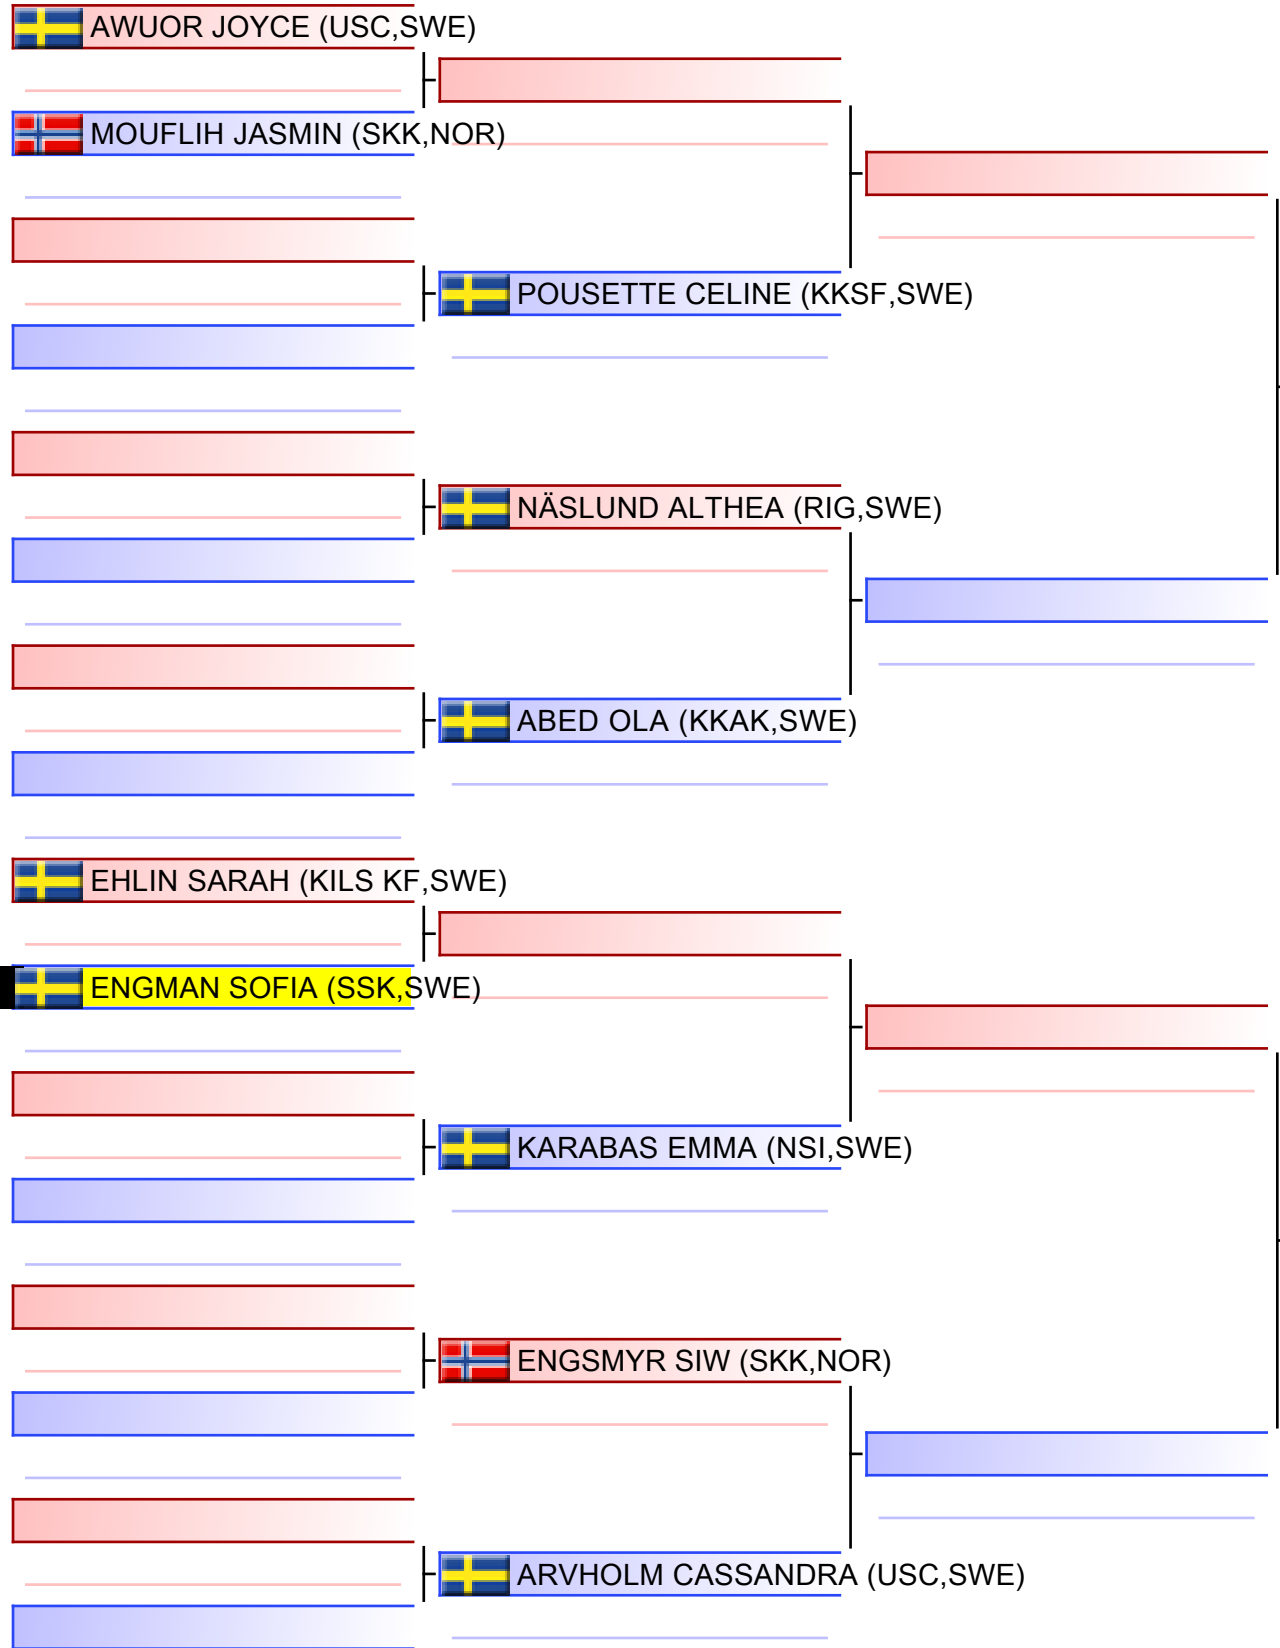 AWUOR JOYCE (USC,SWE)
MOUFLIH JASMIN (SKK,NOR)
POUSETTE CELINE (KKSF,SWE)
NÄSLUND ALTHEA (RIG,SWE)
ABED OLA (KKAK,SWE)
EHLIN SARAH (KILS KF,SWE)
ENGMAN SOFIA (SSK,SWE)
KARABAS EMMA (NSI,SWE)
ENGSMYR SIW (SKK,NOR)
ARVHOLM CASSANDRA (USC,SWE)